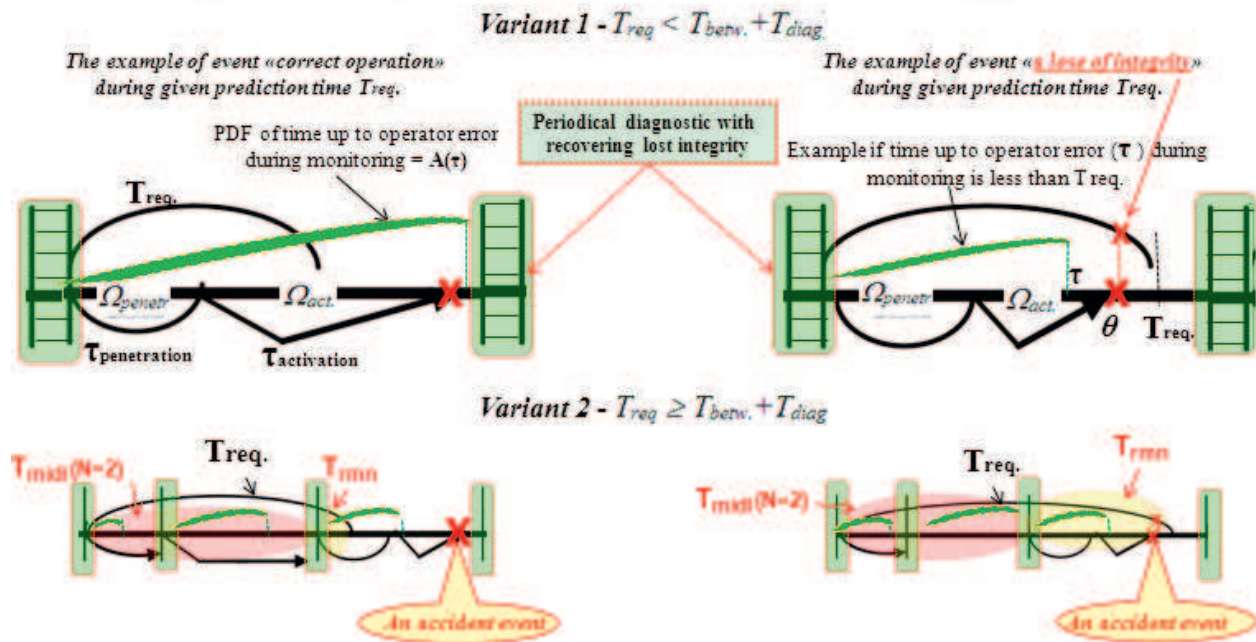 Variant 1 - Treq < Tbetw.+Tdiag
The example of event «correct operation»
during given prediction time Treq.
The example of event «a lose of integrity»
during given prediction time Treq.
PDF of time up to operator error
during monitoring = A(τ)
Periodical diagnostic with
recovering lost integrity
Example if time up to operator error (τ) during
monitoring is less than T req.
Treq.
Ωpenetr
Ωact.
τpenetration
τactivation
Ωpenetr
Ωact.
τ
θ
Treq.
Variant 2 - Treq ≥ Tbetw.+Tdiag
Tmidl(N=2)
Treq.
Trmn
An accident event
Tmidl(N=2)
Treq.
Trmn
An accident event